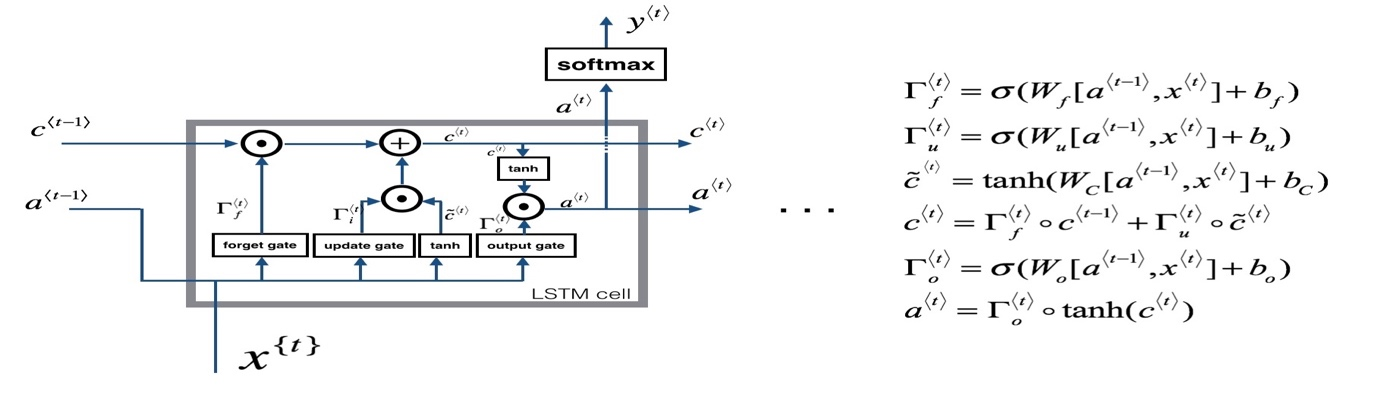 y⟨t⟩
softmax
a⟨t⟩
c⟨t−1⟩
c⟨t⟩
c⟨t⟩
c⟨t⟩
tanh
a⟨t−1⟩
Γf⟨t⟩
Γi⟨t⟩
c̃⟨t⟩
Γo⟨t⟩
a⟨t⟩
a⟨t⟩
forget gate
update gate
tanh
output gate
LSTM cell
x{t}
. . .
Γf⟨t⟩ = σ(Wf[a⟨t−1⟩,x⟨t⟩]+bf)
Γu⟨t⟩ = σ(Wu[a⟨t−1⟩,x⟨t⟩]+bu)
c̃⟨t⟩ = tanh(WC[a⟨t−1⟩,x⟨t⟩]+bC)
c⟨t⟩ = Γf⟨t⟩ ∘ c⟨t−1⟩ + Γu⟨t⟩ ∘ c̃⟨t⟩
Γo⟨t⟩ = σ(Wo[a⟨t−1⟩,x⟨t⟩]+bo)
a⟨t⟩ = Γo⟨t⟩ ∘ tanh(c⟨t⟩)